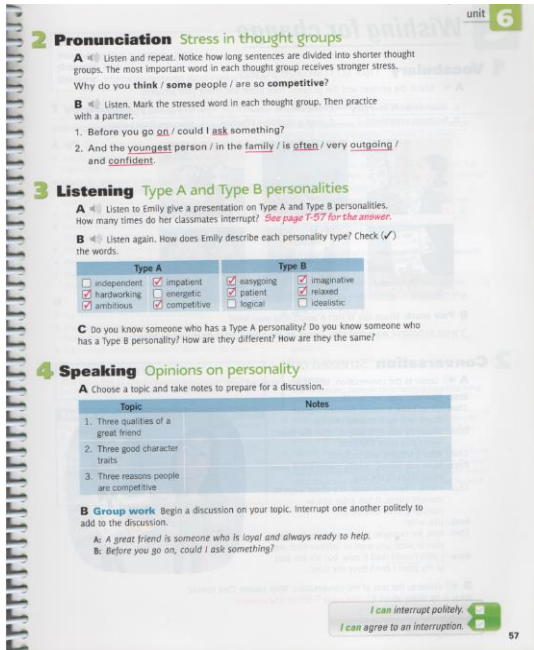 unit 6
2 Pronunciation Stress in thought groups
A Listen and repeat. Notice how long sentences are divided into shorter thought
groups. The most important word in each thought group receives stronger stress.
Why do you think / some people / are so competitive?
B Listen. Mark the stressed word in each thought group. Then practice
with a partner.
1. Before you go on / could I ask something?
2. And the youngest person / in the family / is often / very outgoing /
and confident.
3 Listening Type A and Type B personalities
A Listen to Emily give a presentation on Type A and Type B personalities.
How many times do her classmates interrupt? See page T-57 for the answer.
B Listen again. How does Emily describe each personality type? Check (✓)
the words.
Type A Type B
independent impatient easygoing imaginative
hardworking energetic patient relaxed
ambitious competitive logical idealistic
C Do you know someone who has a Type A personality? Do you know someone who
has a Type B personality? How are they different? How are they the same?
4 Speaking Opinions on personality
A Choose a topic and take notes to prepare for a discussion.
Topic Notes
1. Three qualities of a
great friend
2. Three good character
traits
3. Three reasons people
are competitive
B Group work Begin a discussion on your topic. Interrupt one another politely to
add to the discussion.
A: A great friend is someone who is loyal and always ready to help.
B: Before you go on, could I ask something?
I can interrupt politely.
I can agree to an interruption.
57